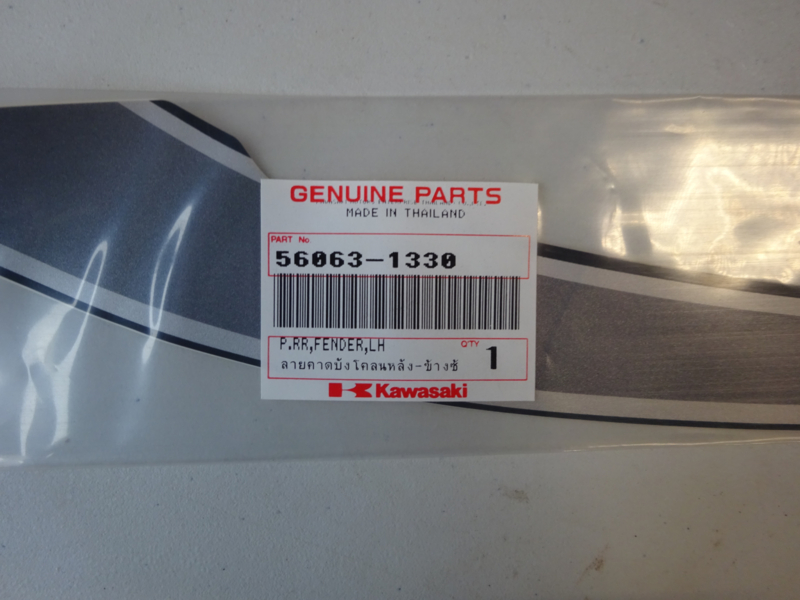 GENUINE PARTS
MADE IN THAILAND
PART No
56063-1330
P.RR,FENDER,LH
Q'TY 1
ลายคาดบังโคลนหลัง-ข้างซ้
Kawasaki